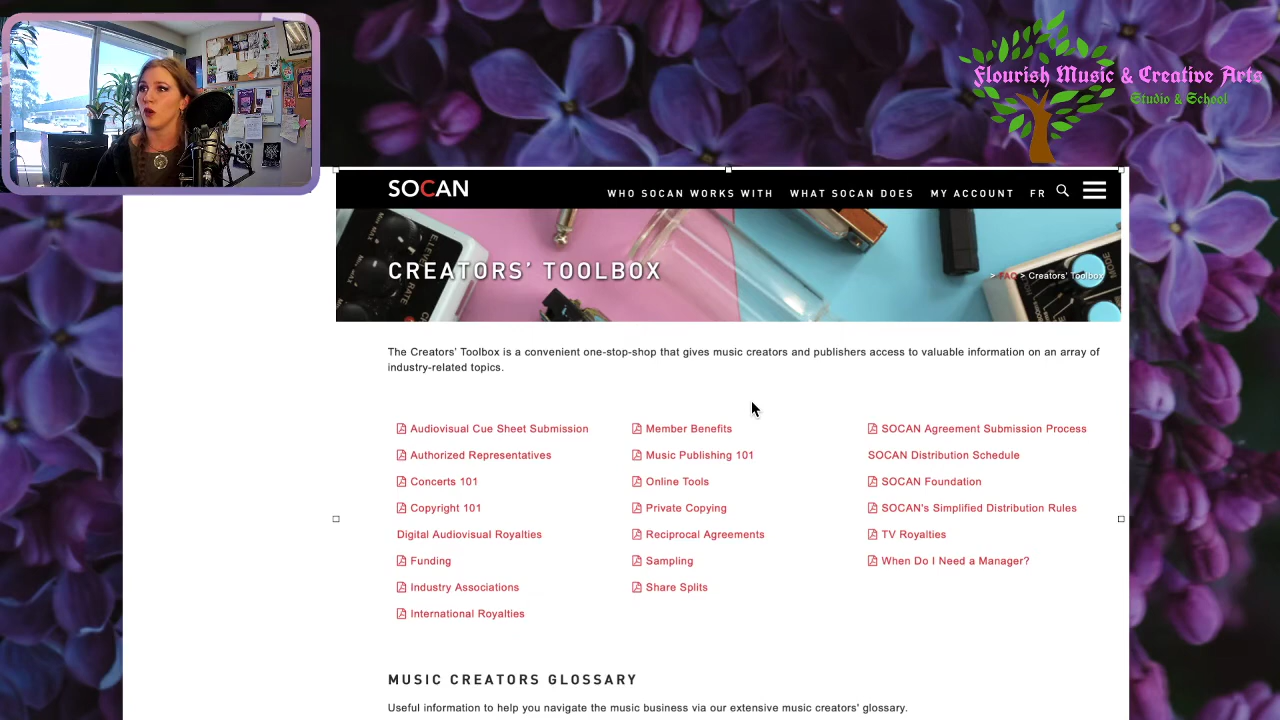 Flourish Music & Creative Arts
Studio & School
SOCAN
WHO SOCAN WORKS WITH
WHAT SOCAN DOES
MY ACCOUNT
FR
CREATORS' TOOLBOX
> FAQ > Creators' Toolbox
The Creators' Toolbox is a convenient one-stop-shop that gives music creators and publishers access to valuable information on an array of
industry-related topics.
Audiovisual Cue Sheet Submission
Authorized Representatives
Concerts 101
Copyright 101
Digital Audiovisual Royalties
Funding
Industry Associations
International Royalties
Member Benefits
Music Publishing 101
Online Tools
Private Copying
Reciprocal Agreements
Sampling
Share Splits
SOCAN Agreement Submission Process
SOCAN Distribution Schedule
SOCAN Foundation
SOCAN's Simplified Distribution Rules
TV Royalties
When Do I Need a Manager?
MUSIC CREATORS GLOSSARY
Useful information to help you navigate the music business via our extensive music creators' glossary.